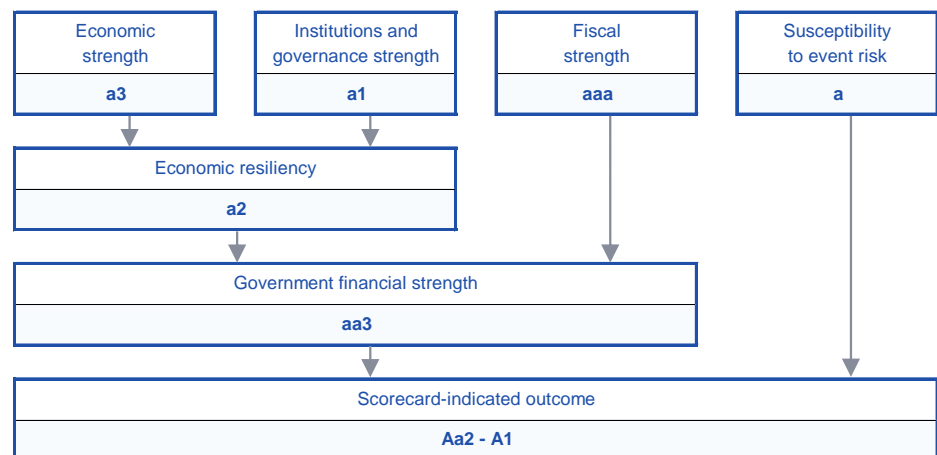 Economic
strength
a3
Institutions and
governance strength
a1
Fiscal
strength
aaa
Susceptibility
to event risk
a
Economic resiliency
a2
Government financial strength
aa3
Scorecard-indicated outcome
Aa2 - A1